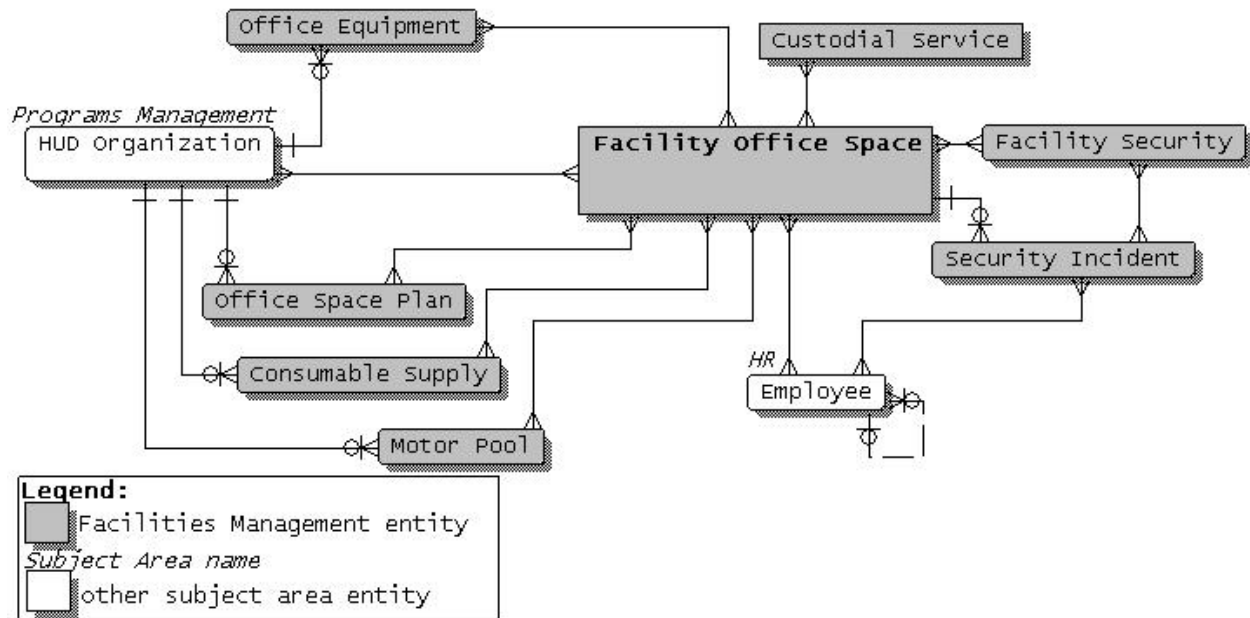 Office Equipment
Custodial Service
Programs Management
HUD Organization
Facility Office Space
Facility Security
Security Incident
Office Space Plan
Consumable Supply
HR
Employee
Motor Pool
Legend:
Facilities Management entity
Subject Area name
other subject area entity